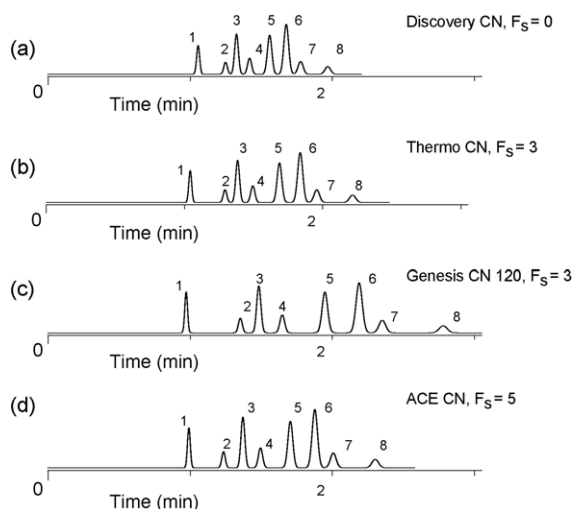 (a)
Discovery CN, Fs = 0
1 2 3 4 5 6 7 8
0 2
Time (min)
(b)
Thermo CN, Fs = 3
1 2 3 4 5 6 7 8
0 2
Time (min)
(c)
Genesis CN 120, Fs = 3
1 2 3 4 5 6 7 8
0 2
Time (min)
(d)
ACE CN, Fs = 5
1 2 3 4 5 6 7 8
0 2
Time (min)